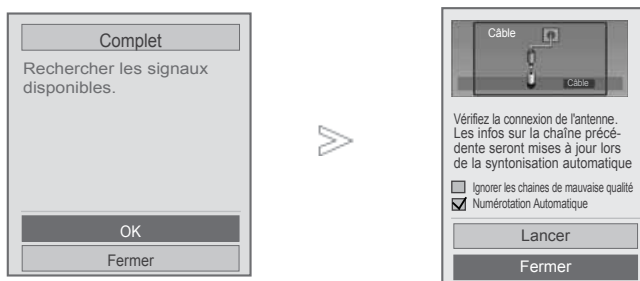 Complet
Rechercher les signaux
disponibles.
OK
Fermer
Câble
Câble
Vérifiez la connexion de l'antenne.
Les infos sur la chaîne précé-
dente seront mises à jour lors
de la syntonisation automatique
Ignorer les chaines de mauvaise qualité
Numérotation Automatique
Lancer
Fermer